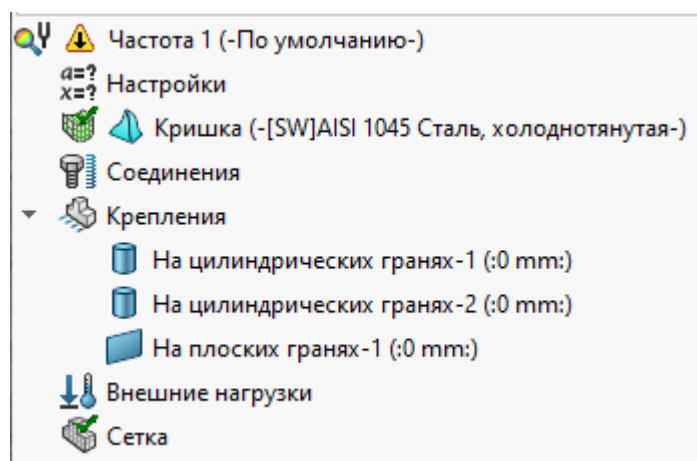 Частота 1 (-По умолчанию-)
a=?
x=? Настройки
Кришка (-[SW]AISI 1045 Сталь, холоднотянутая-)
Соединения
Крепления
На цилиндрических гранях-1 (:0 mm:)
На цилиндрических гранях-2 (:0 mm:)
На плоских гранях-1 (:0 mm:)
Внешние нагрузки
Сетка